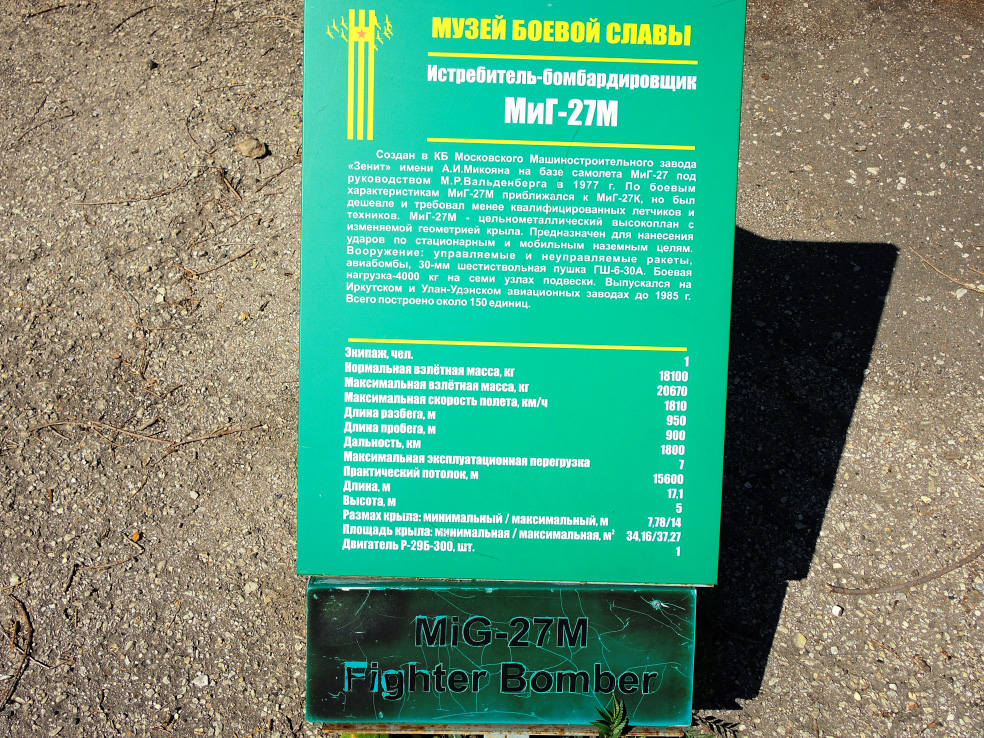 МУЗЕЙ БОЕВОЙ СЛАВЫ
Истребитель-бомбардировщик
МиГ-27М
Создан в КБ Московского Машиностроительного завода
«Зенит» имени А.И.Микояна на базе самолета МиГ-27 под
руководством М.Р.Вальденберга в 1977 г. По боевым
характеристикам МиГ-27М приближался к МиГ-27К, но был
дешевле и требовал менее квалифицированных летчиков и
техников. МиГ-27М - цельнометаллический высокоплан с
изменяемой геометрией крыла. Предназначен для нанесения
ударов по стационарным и мобильным наземным целям.
Вооружение: управляемые и неуправляемые ракеты,
авиабомбы, 30-мм шестиствольная пушка ГШ-6-30А. Боевая
нагрузка-4000 кг на семи узлах подвески. Выпускался на
Иркутском и Улан-Удэнском авиационных заводах до 1985 г.
Всего построено около 150 единиц.
Экипаж, чел. 1
Нормальная взлётная масса, кг 18100
Максимальная взлётная масса, кг 20670
Максимальная скорость полета, км/ч 1810
Длина разбега, м 950
Длина пробега, м 900
Дальность, км 1800
Максимальная эксплуатационная перегрузка 7
Практический потолок, м 15600
Длина, м 17,1
Высота, м 5
Размах крыла: минимальный / максимальный, м 7,78/14
Площадь крыла: минимальная / максимальная, м² 34,16/37,27
Двигатель Р-29Б-300, шт. 1
MiG-27M
Fighter Bomber